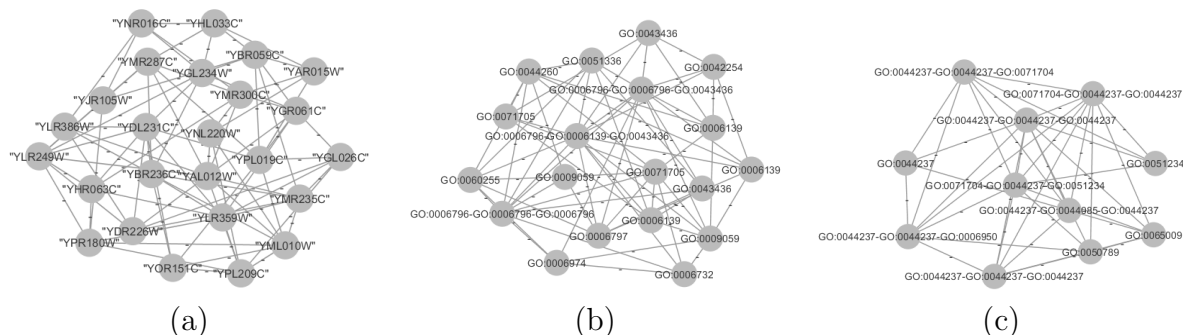 "YNR016C"
"YHL033C"
"YMR287C"
"YBR059C"
"YGL234W"
"YAR015W"
"YJR105W"
"YMR300C"
"YGR061C"
"YLR386W"
"YDL231C"
"YNL220W"
"YLR249W"
"YPL019C"
"YGL026C"
"YHR063C"
"YBR236C"
"YAL012W"
"YMR235C"
"YLR359W"
"YDR226W"
"YPR180W"
"YML010W"
"YOR151C"
"YPL209C"
(a)
GO:0043436
GO:0051336
GO:0044260
GO:0042254
GO:0006796-GO:0006796-GO:0043436
GO:0071705
GO:0006796-GO:0006139-GO:0043436
GO:0006139
GO:0006139
GO:0060255
GO:0009059
GO:0071705
GO:0043436
GO:0006796-GO:0006796-GO:0006796
GO:0006139
GO:0006797
GO:0009059
GO:0006974
GO:0006732
(b)
GO:0044237-GO:0044237-GO:0071704
GO:0071704-GO:0044237-GO:0044237
GO:0044237-GO:0044237-GO:0044237
GO:0044237
GO:0051234
GO:0071704-GO:0044237-GO:0051234
GO:0044237-GO:0044985-GO:0044237
GO:0044237-GO:0044237-GO:0006950
GO:0065009
GO:0050789
GO:0044237-GO:0044237-GO:0044237
(c)